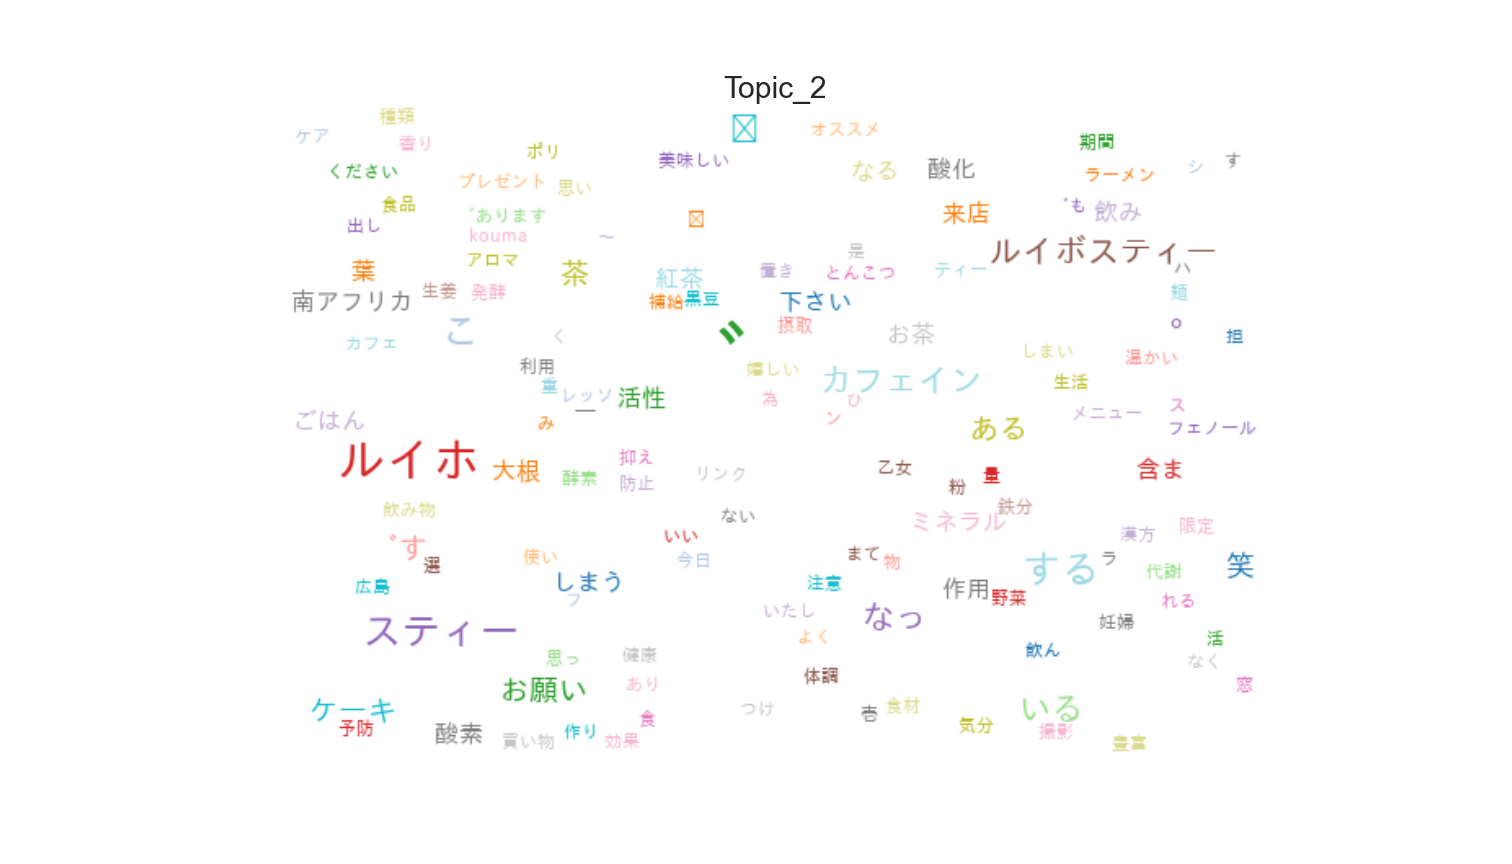 Topic_2
種類
オススメ
ケア
香り
期間
ポリ
美味しい
す
ください
なる
酸化
ラーメン
シ
プレゼント
思い
食品
゛も
飲み
来店
゛あります
出し
kouma
〜
ルイボスティー
是
アロマ
葉
茶
紅茶
置き
とんこつ
ティー
ハ
生姜
発酵
補給
黒豆
下さい
麺
南アフリカ
こ
く
゛
摂取
お茶
担
カフェ
しまい
温かい
利用
嬉しい
カフェイン
生活
重
レッソ
活性
為
ひ
ス
ー
ン
メニュー
ごはん
み
ある
フェノール
ルイホ
大根
抑え
乙女
含ま
酵素
防止
リンク
量
粉
鉄分
飲み物
ない
ミネラル
漢方
限定
゛す
いい
選
使い
今日
まて
物
する
ラ
笑
代謝
広島
しまう
注意
作用
野菜
フ
れる
いたし
なっ
妊婦
スティー
よく
活
思っ
健康
飲ん
なく
お願い
あり
体調
窓
ケーキ
つけ
壱
食材
いる
予防
食
気分
酸素
買い物
作り
効果
撮影
豊富